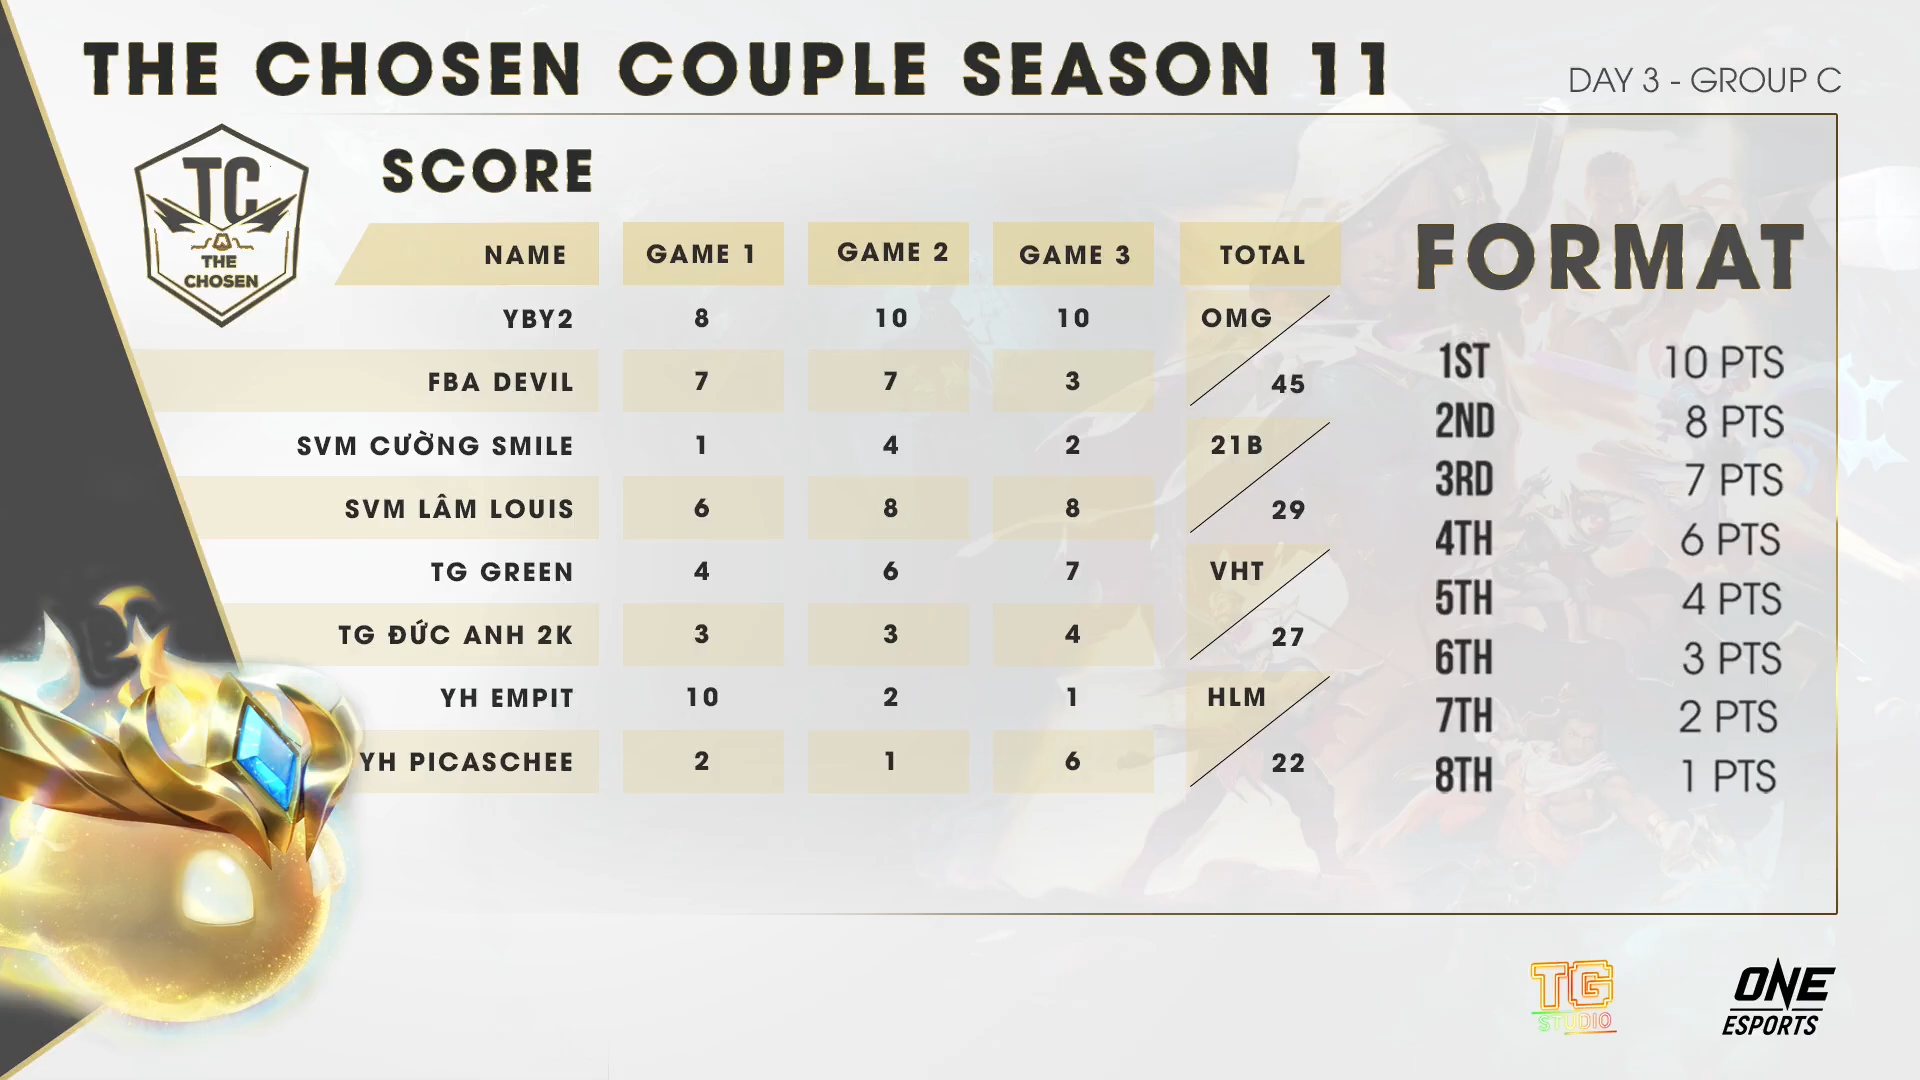 THE CHOSEN COUPLE SEASON 11
DAY 3 - GROUP C
TC
THE
CHOSEN
SCORE
NAME GAME 1 GAME 2 GAME 3 TOTAL
YBY2 8 10 10 OMG
FBA DEVIL 7 7 3 45
SVM CƯỜNG SMILE 1 4 2 21B
SVM LÂM LOUIS 6 8 8 29
TG GREEN 4 6 7 VHT
TG ĐỨC ANH 2K 3 3 4 27
YH EMPIT 10 2 1 HLM
YH PICASCHEE 2 1 6 22
FORMAT
1ST 10 PTS
2ND 8 PTS
3RD 7 PTS
4TH 6 PTS
5TH 4 PTS
6TH 3 PTS
7TH 2 PTS
8TH 1 PTS
TG
STUDIO
ONE
ESPORTS